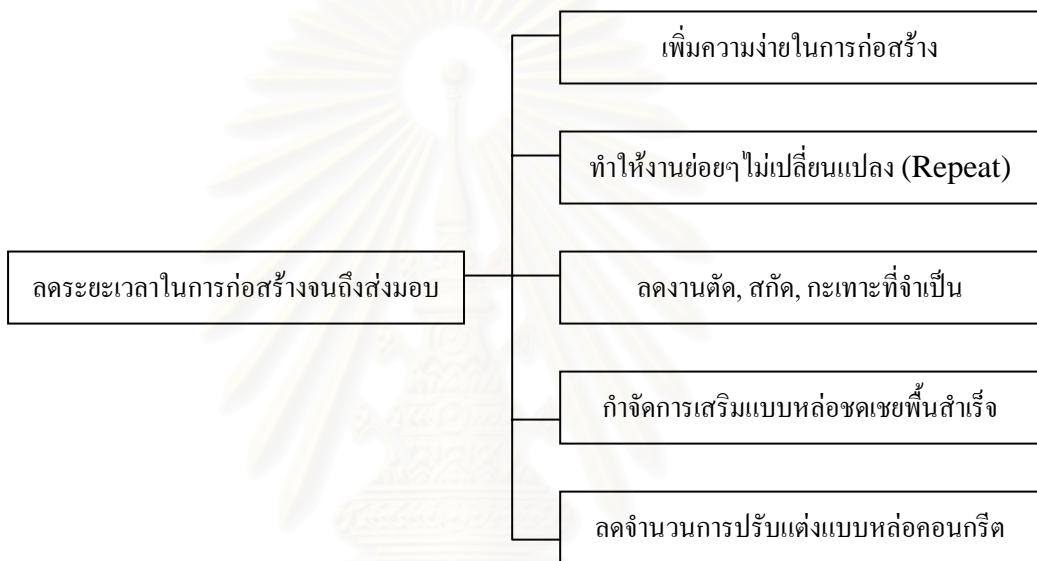 เพิ่มความง่ายในการก่อสร้าง
ทำให้งานย่อยๆ ไม่เปลี่ยนแปลง (Repeat)
ลดระยะเวลาในการก่อสร้างจนถึงส่งมอบ
ลดงานตัด, สกัด, กะเทาะที่จำเป็น
กำจัดการเสริมแบบหล่อชดเชยพื้นสำเร็จ
ลดจำนวนการปรับแต่งแบบหล่อคอนกรีต